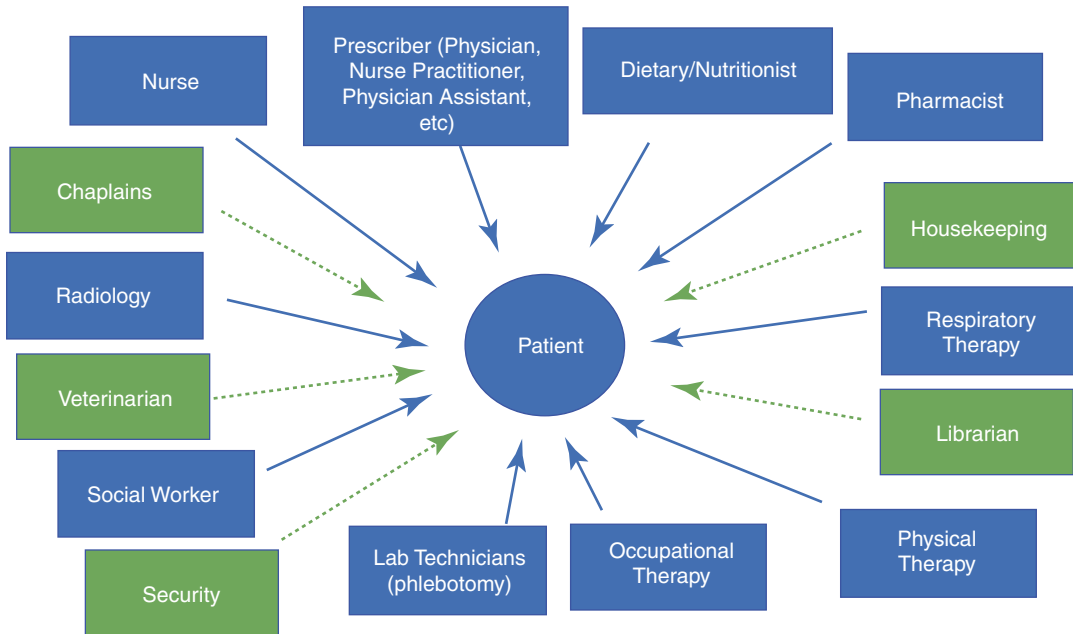 Nurse
Prescriber (Physician,
Nurse Practitioner,
Physician Assistant,
etc)
Dietary/Nutritionist
Pharmacist
Chaplains
Housekeeping
Radiology
Respiratory
Therapy
Patient
Veterinarian
Librarian
Social Worker
Lab Technicians
(phlebotomy)
Occupational
Therapy
Physical
Therapy
Security